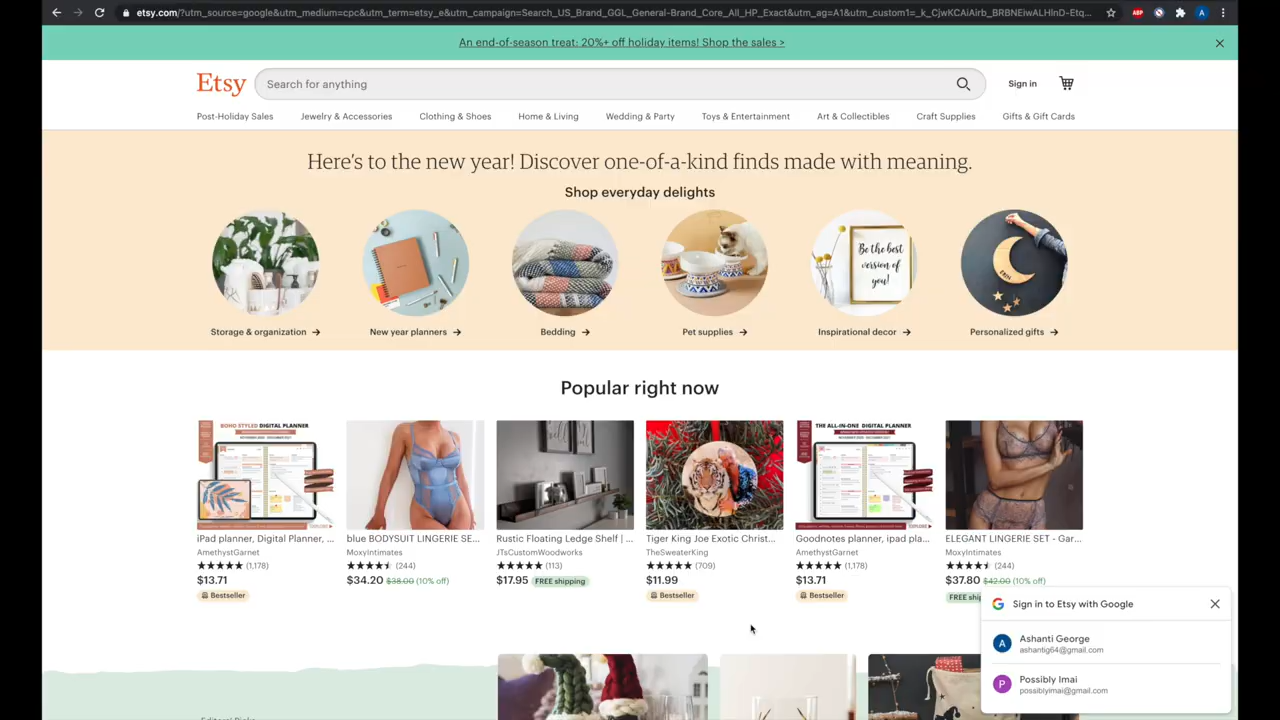 etsy.com/?utm_source=google&utm_medium=cpc&utm_term=etsy_e&utm_campaign=Search_US_Brand_GGL_General-Brand_Core_All_HP_Exact&utm_ag=A1&utm_custom1=_k_CjwKCAiAirb_BRBNEiwALHlnD-Etq...
ABP
A
An end-of-season treat: 20%+ off holiday items! Shop the sales >
Etsy
Search for anything
Sign in
Post-Holiday Sales
Jewelry & Accessories
Clothing & Shoes
Home & Living
Wedding & Party
Toys & Entertainment
Art & Collectibles
Craft Supplies
Gifts & Gift Cards
Here's to the new year! Discover one-of-a-kind finds made with meaning.
Shop everyday delights
Be the best
version of
you!
Storage & organization →
New year planners →
Bedding →
Pet supplies →
Inspirational decor →
Personalized gifts →
Popular right now
BOHO STYLED DIGITAL PLANNER
THE ALL-IN-ONE DIGITAL PLANNER
iPad planner, Digital Planner, ...
AmethystGarnet
(1,178)
$13.71
Bestseller
blue BODYSUIT LINGERIE SE...
MoxyIntimates
(244)
$34.20 $38.00 (10% off)
Rustic Floating Ledge Shelf | ...
JTsCustomWoodworks
(113)
$17.95 FREE shipping
Tiger King Joe Exotic Christ...
TheSweaterKing
(709)
$11.99
Bestseller
Goodnotes planner, ipad pla...
AmethystGarnet
(1,178)
$13.71
Bestseller
ELEGANT LINGERIE SET - Gar...
MoxyIntimates
(244)
$37.80 $42.00 (10% off)
FREE
Sign in to Etsy with Google
A
Ashanti George
ashantig64@gmail.com
P
Possibly Imai
possiblyimai@gmail.com